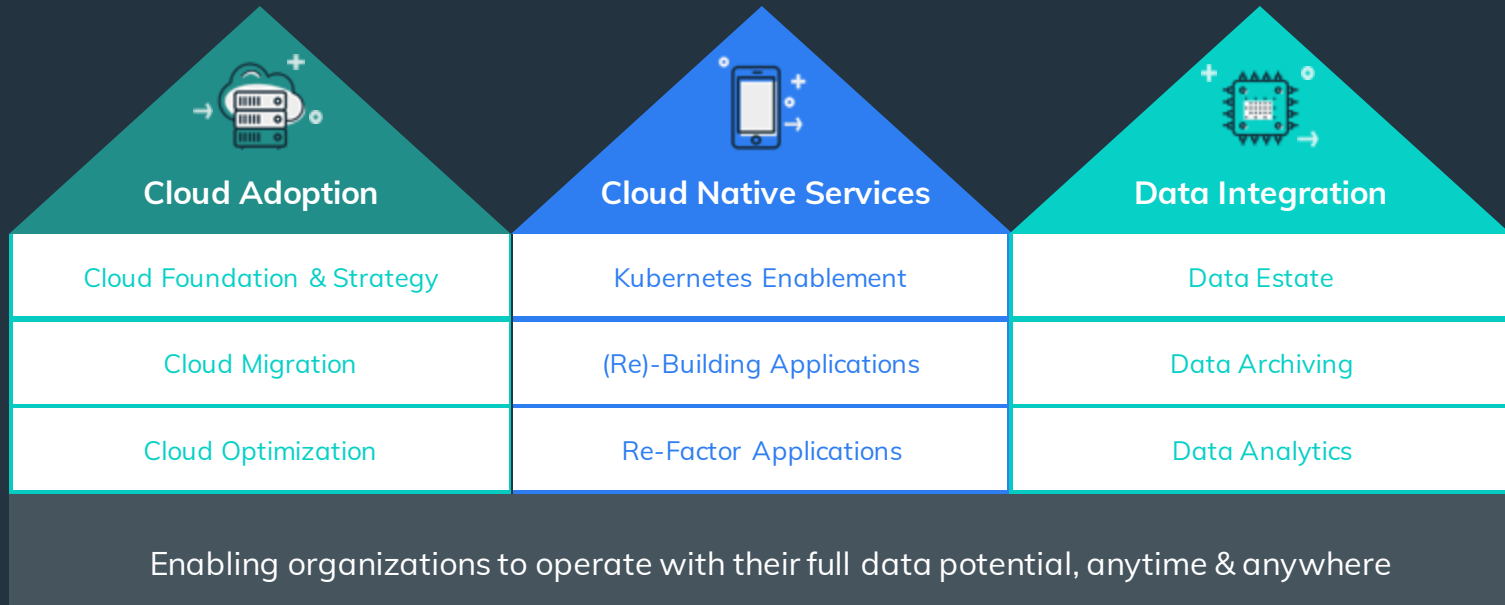 Cloud Adoption
Cloud Native Services
Data Integration
Cloud Foundation & Strategy
Kubernetes Enablement
Data Estate
Cloud Migration
(Re)-Building Applications
Data Archiving
Cloud Optimization
Re-Factor Applications
Data Analytics
Enabling organizations to operate with their full data potential, anytime & anywhere